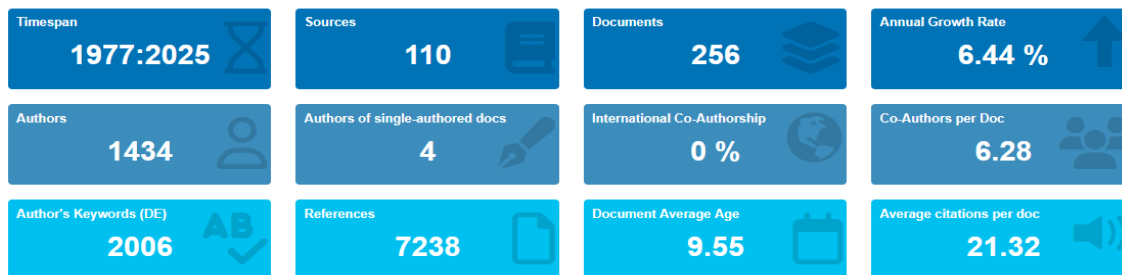 Timespan
1977:2025
Sources
110
Documents
256
Annual Growth Rate
6.44 %
Authors
1434
Authors of single-authored docs
4
International Co-Authorship
0 %
Co-Authors per Doc
6.28
Author's Keywords (DE)
2006
AB
References
7238
Document Average Age
9.55
Average citations per doc
21.32